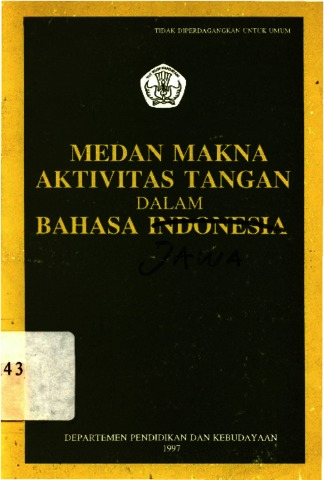 TIDAK DIPERDAGANGKAN UNTUK UMUM
MEDAN MAKNA
AKTIVITAS TANGAN
DALAM
BAHASA INDONESIA
JAWA
43
DEPARTEMEN PENDIDIKAN DAN KEBUDAYAAN
1997